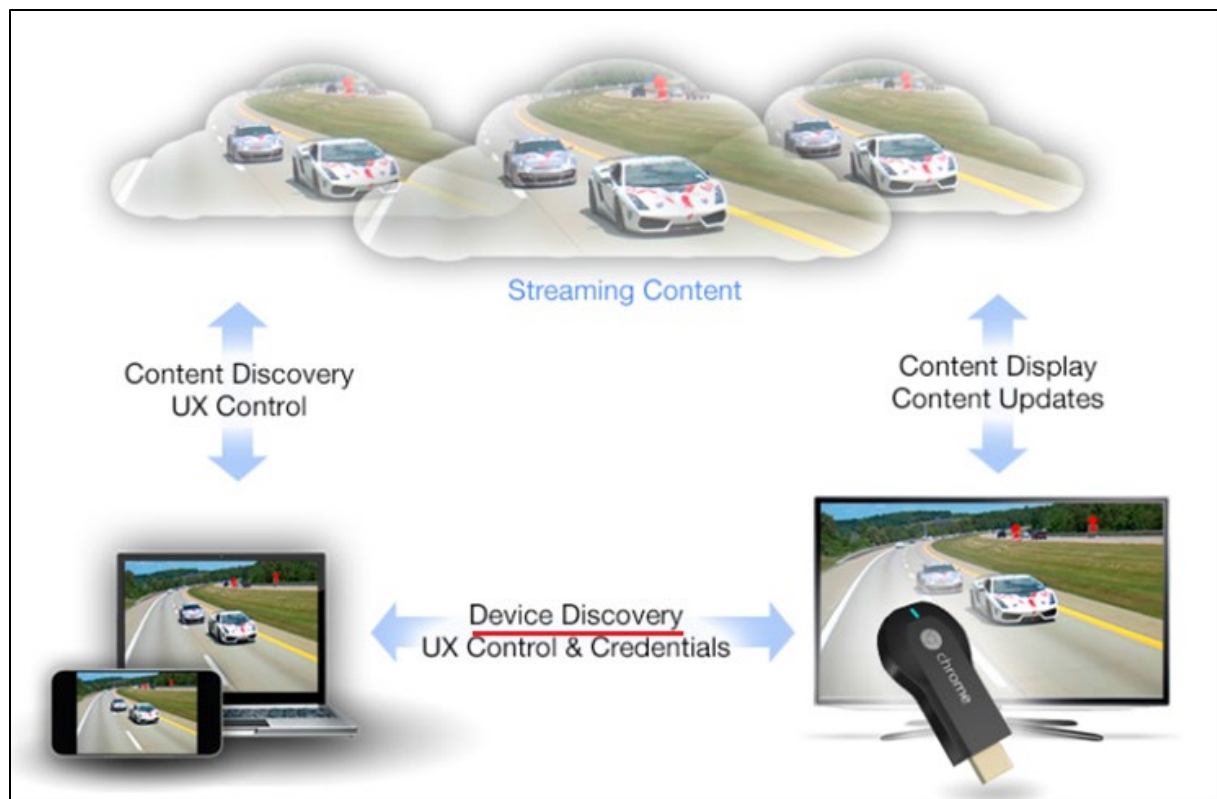 Streaming Content
Content Discovery
UX Control
Content Display
Content Updates
Device Discovery
UX Control & Credentials
chrome